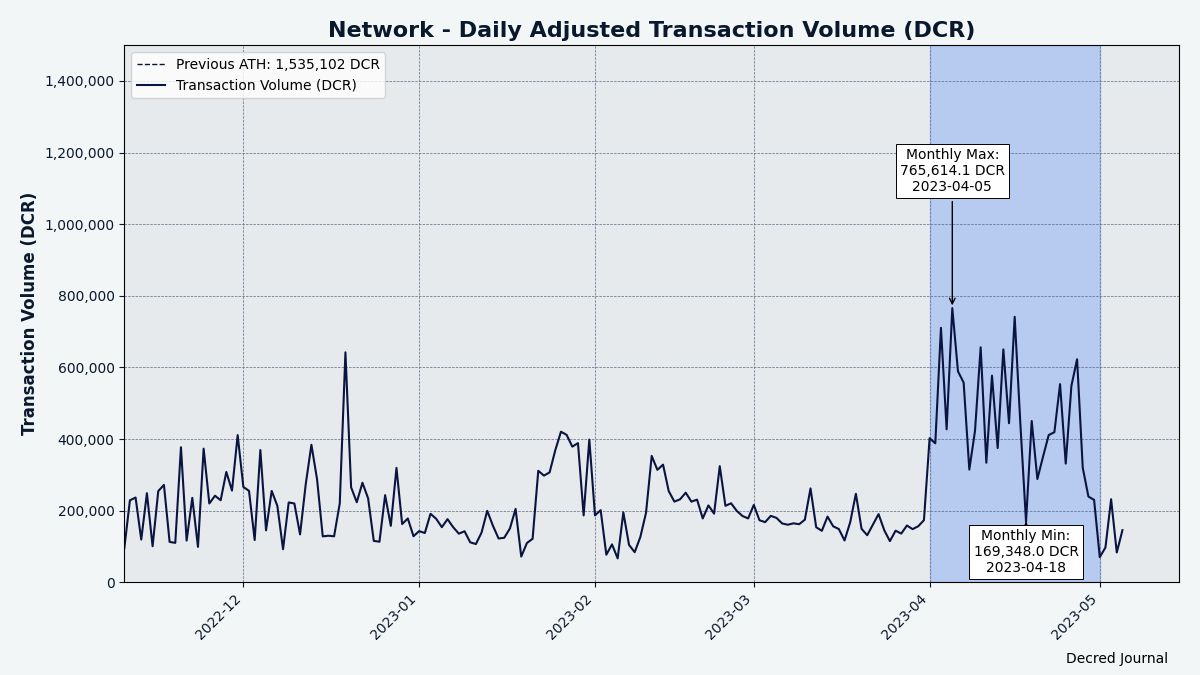 Network - Daily Adjusted Transaction Volume (DCR)
Previous ATH: 1,535,102 DCR
Transaction Volume (DCR)
Transaction Volume (DCR)
1,400,000
1,200,000
1,000,000
800,000
600,000
400,000
200,000
0
Monthly Max:
765,614.1 DCR
2023-04-05
Monthly Min:
169,348.0 DCR
2023-04-18
2022-12
2023-01
2023-02
2023-03
2023-04
2023-05
Decred Journal